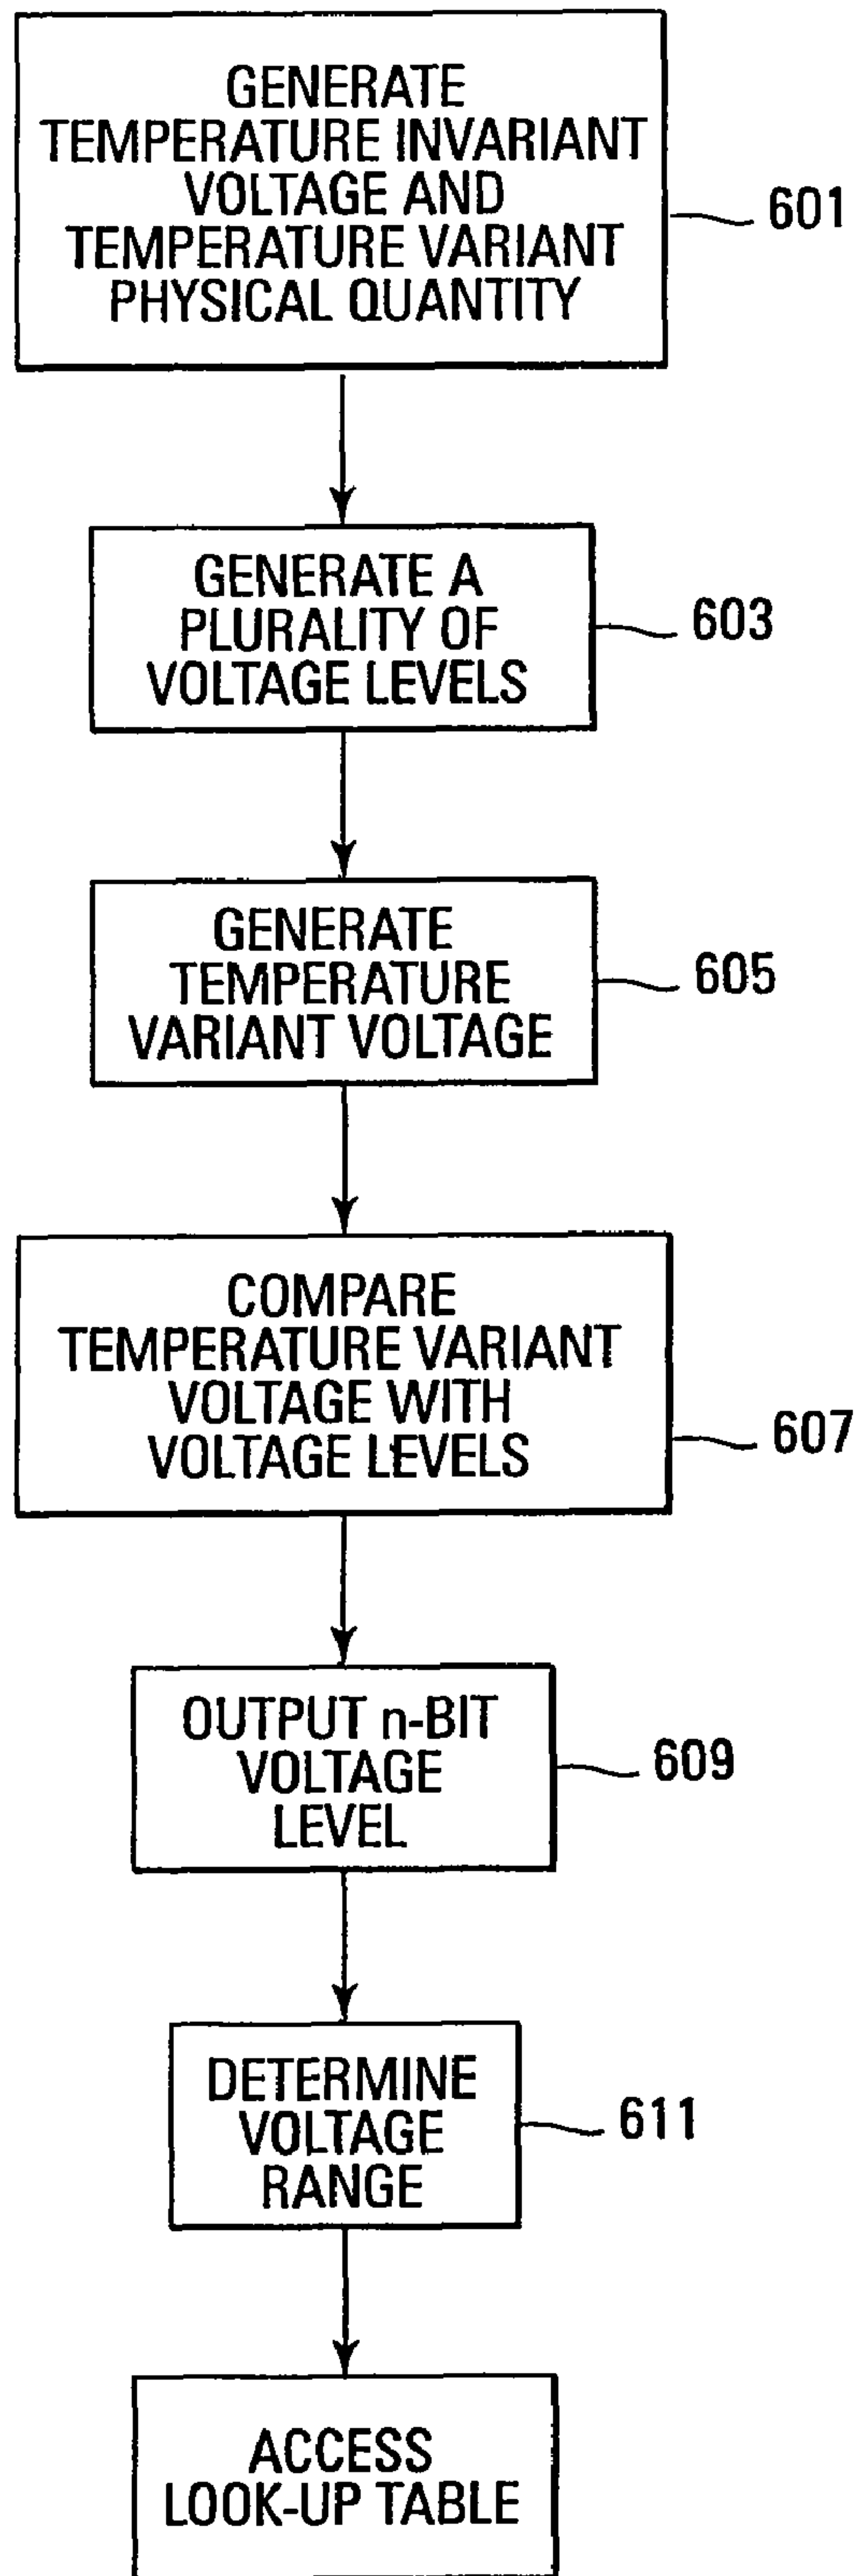 GENERATE
TEMPERATURE INVARIANT
VOLTAGE AND
TEMPERATURE VARIANT
PHYSICAL QUANTITY
601
GENERATE A
PLURALITY OF
VOLTAGE LEVELS
603
GENERATE
TEMPERATURE
VARIANT VOLTAGE
605
COMPARE
TEMPERATURE VARIANT
VOLTAGE WITH
VOLTAGE LEVELS
607
OUTPUT n-BIT
VOLTAGE
LEVEL
609
DETERMINE
VOLTAGE
RANGE
611
ACCESS
LOOK-UP TABLE